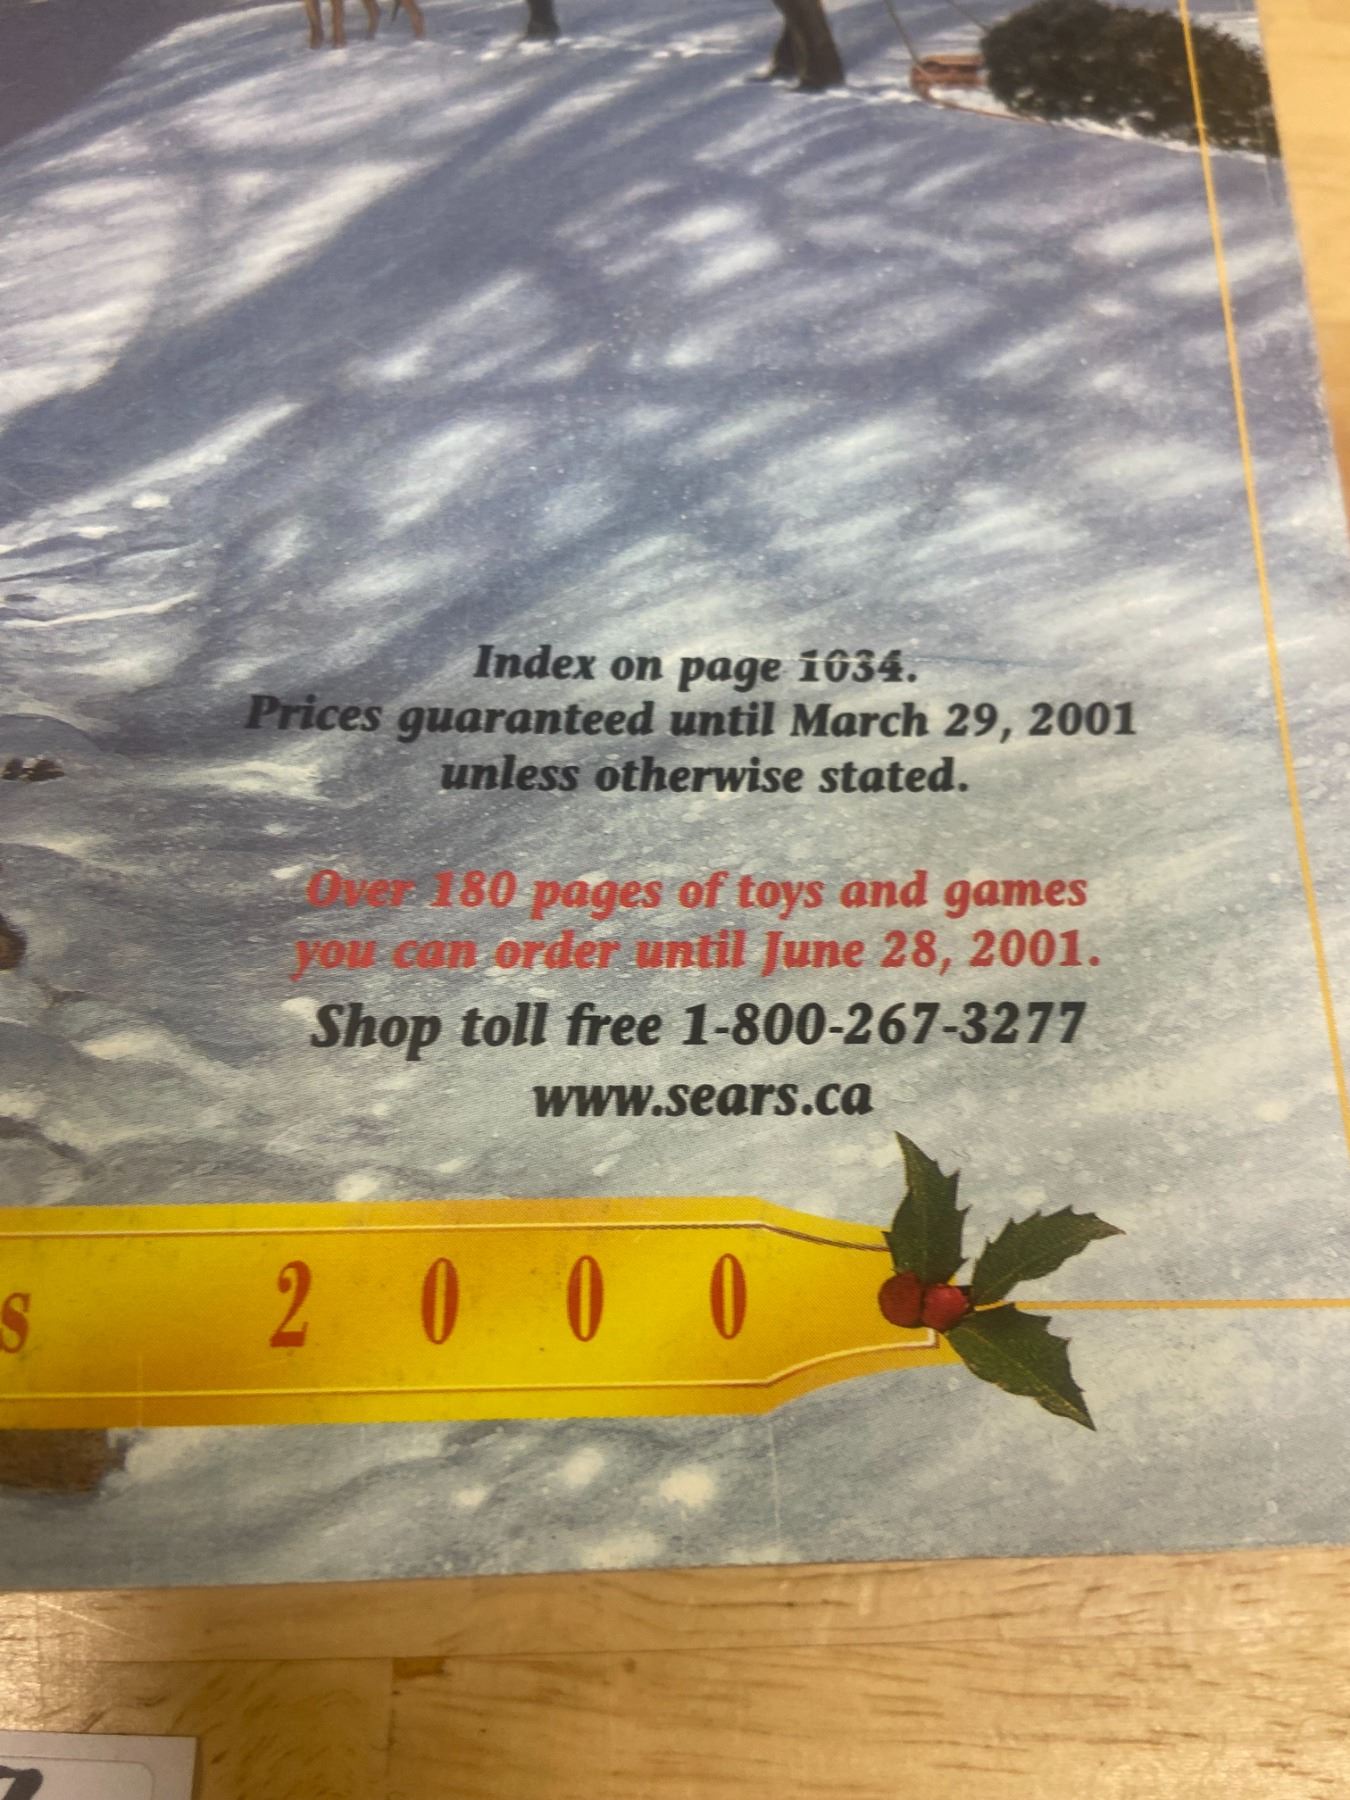 Index on page 1034.
Prices guaranteed until March 29, 2001
unless otherwise stated.
Over 180 pages of toys and games
you can order until June 28, 2001.
Shop toll free 1-800-267-3277
www.sears.ca
s 2000